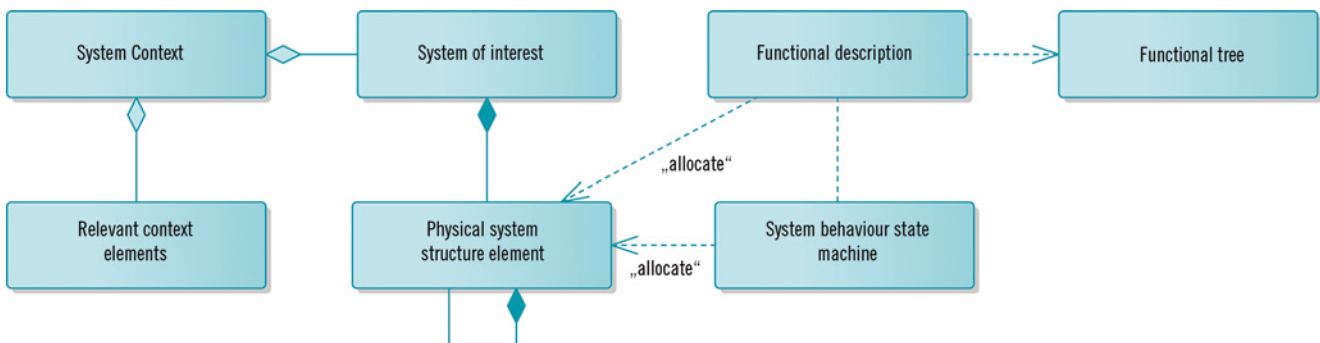 System Context
System of interest
Functional description
Functional tree
„allocate“
Relevant context
elements
Physical system
structure element
System behaviour state
machine
„allocate“